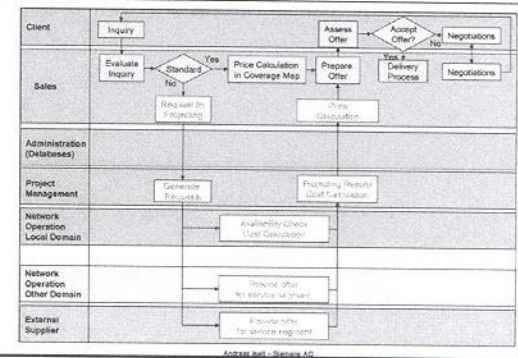 Client
Inquiry
Assess
Offer
Accept
Offer?
No
Negotiations
Sales
Evaluate
Inquiry
Standard
Yes
No
Price Calculation
in Coverage Map
Prepare
Offer
Yes
Delivery
Process
Negotiations
Request for
Projecting
Price
Calculation
Administration
(Databases)
Project
Management
Generate
Requests
Projecting Results
Cost Calculation
Network
Operation
Local Domain
Availability Check
Cost Calculation
Network
Operation
Other Domain
Provide offer
for service segment
External
Supplier
Provide offer
for service segment
Andreas Iselt - Siemens AG